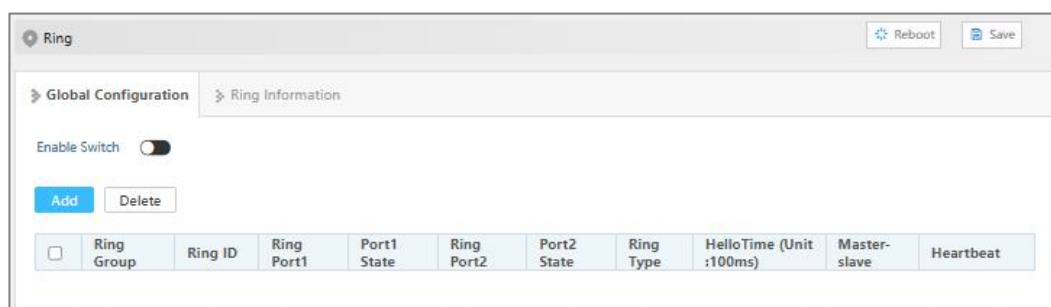 Ring
Reboot
Save
Global Configuration
Ring Information
Enable Switch
Add
Delete
Ring Group
Ring ID
Ring Port1
Port1 State
Ring Port2
Port2 State
Ring Type
HelloTime (Unit :100ms)
Master-slave
Heartbeat